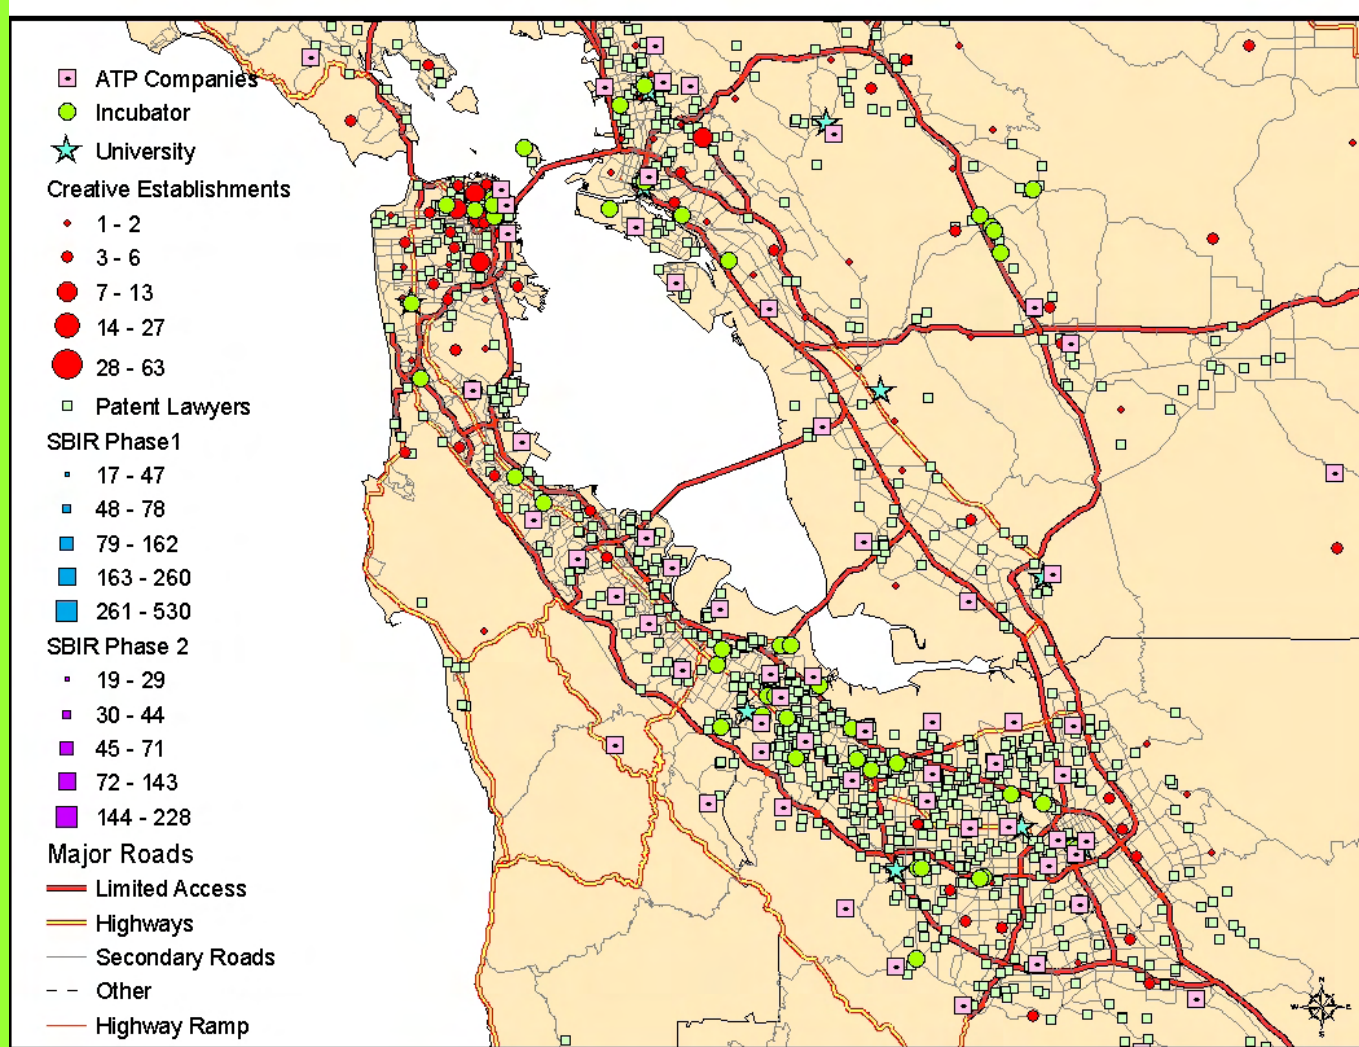 ATP Companies
Incubator
University
Creative Establishments
1 - 2
3 - 6
7 - 13
14 - 27
28 - 63
Patent Lawyers
SBIR Phase1
17 - 47
48 - 78
79 - 162
163 - 260
261 - 530
SBIR Phase 2
19 - 29
30 - 44
45 - 71
72 - 143
144 - 228
Major Roads
Limited Access
Highways
Secondary Roads
Other
Highway Ramp
N
W E
S